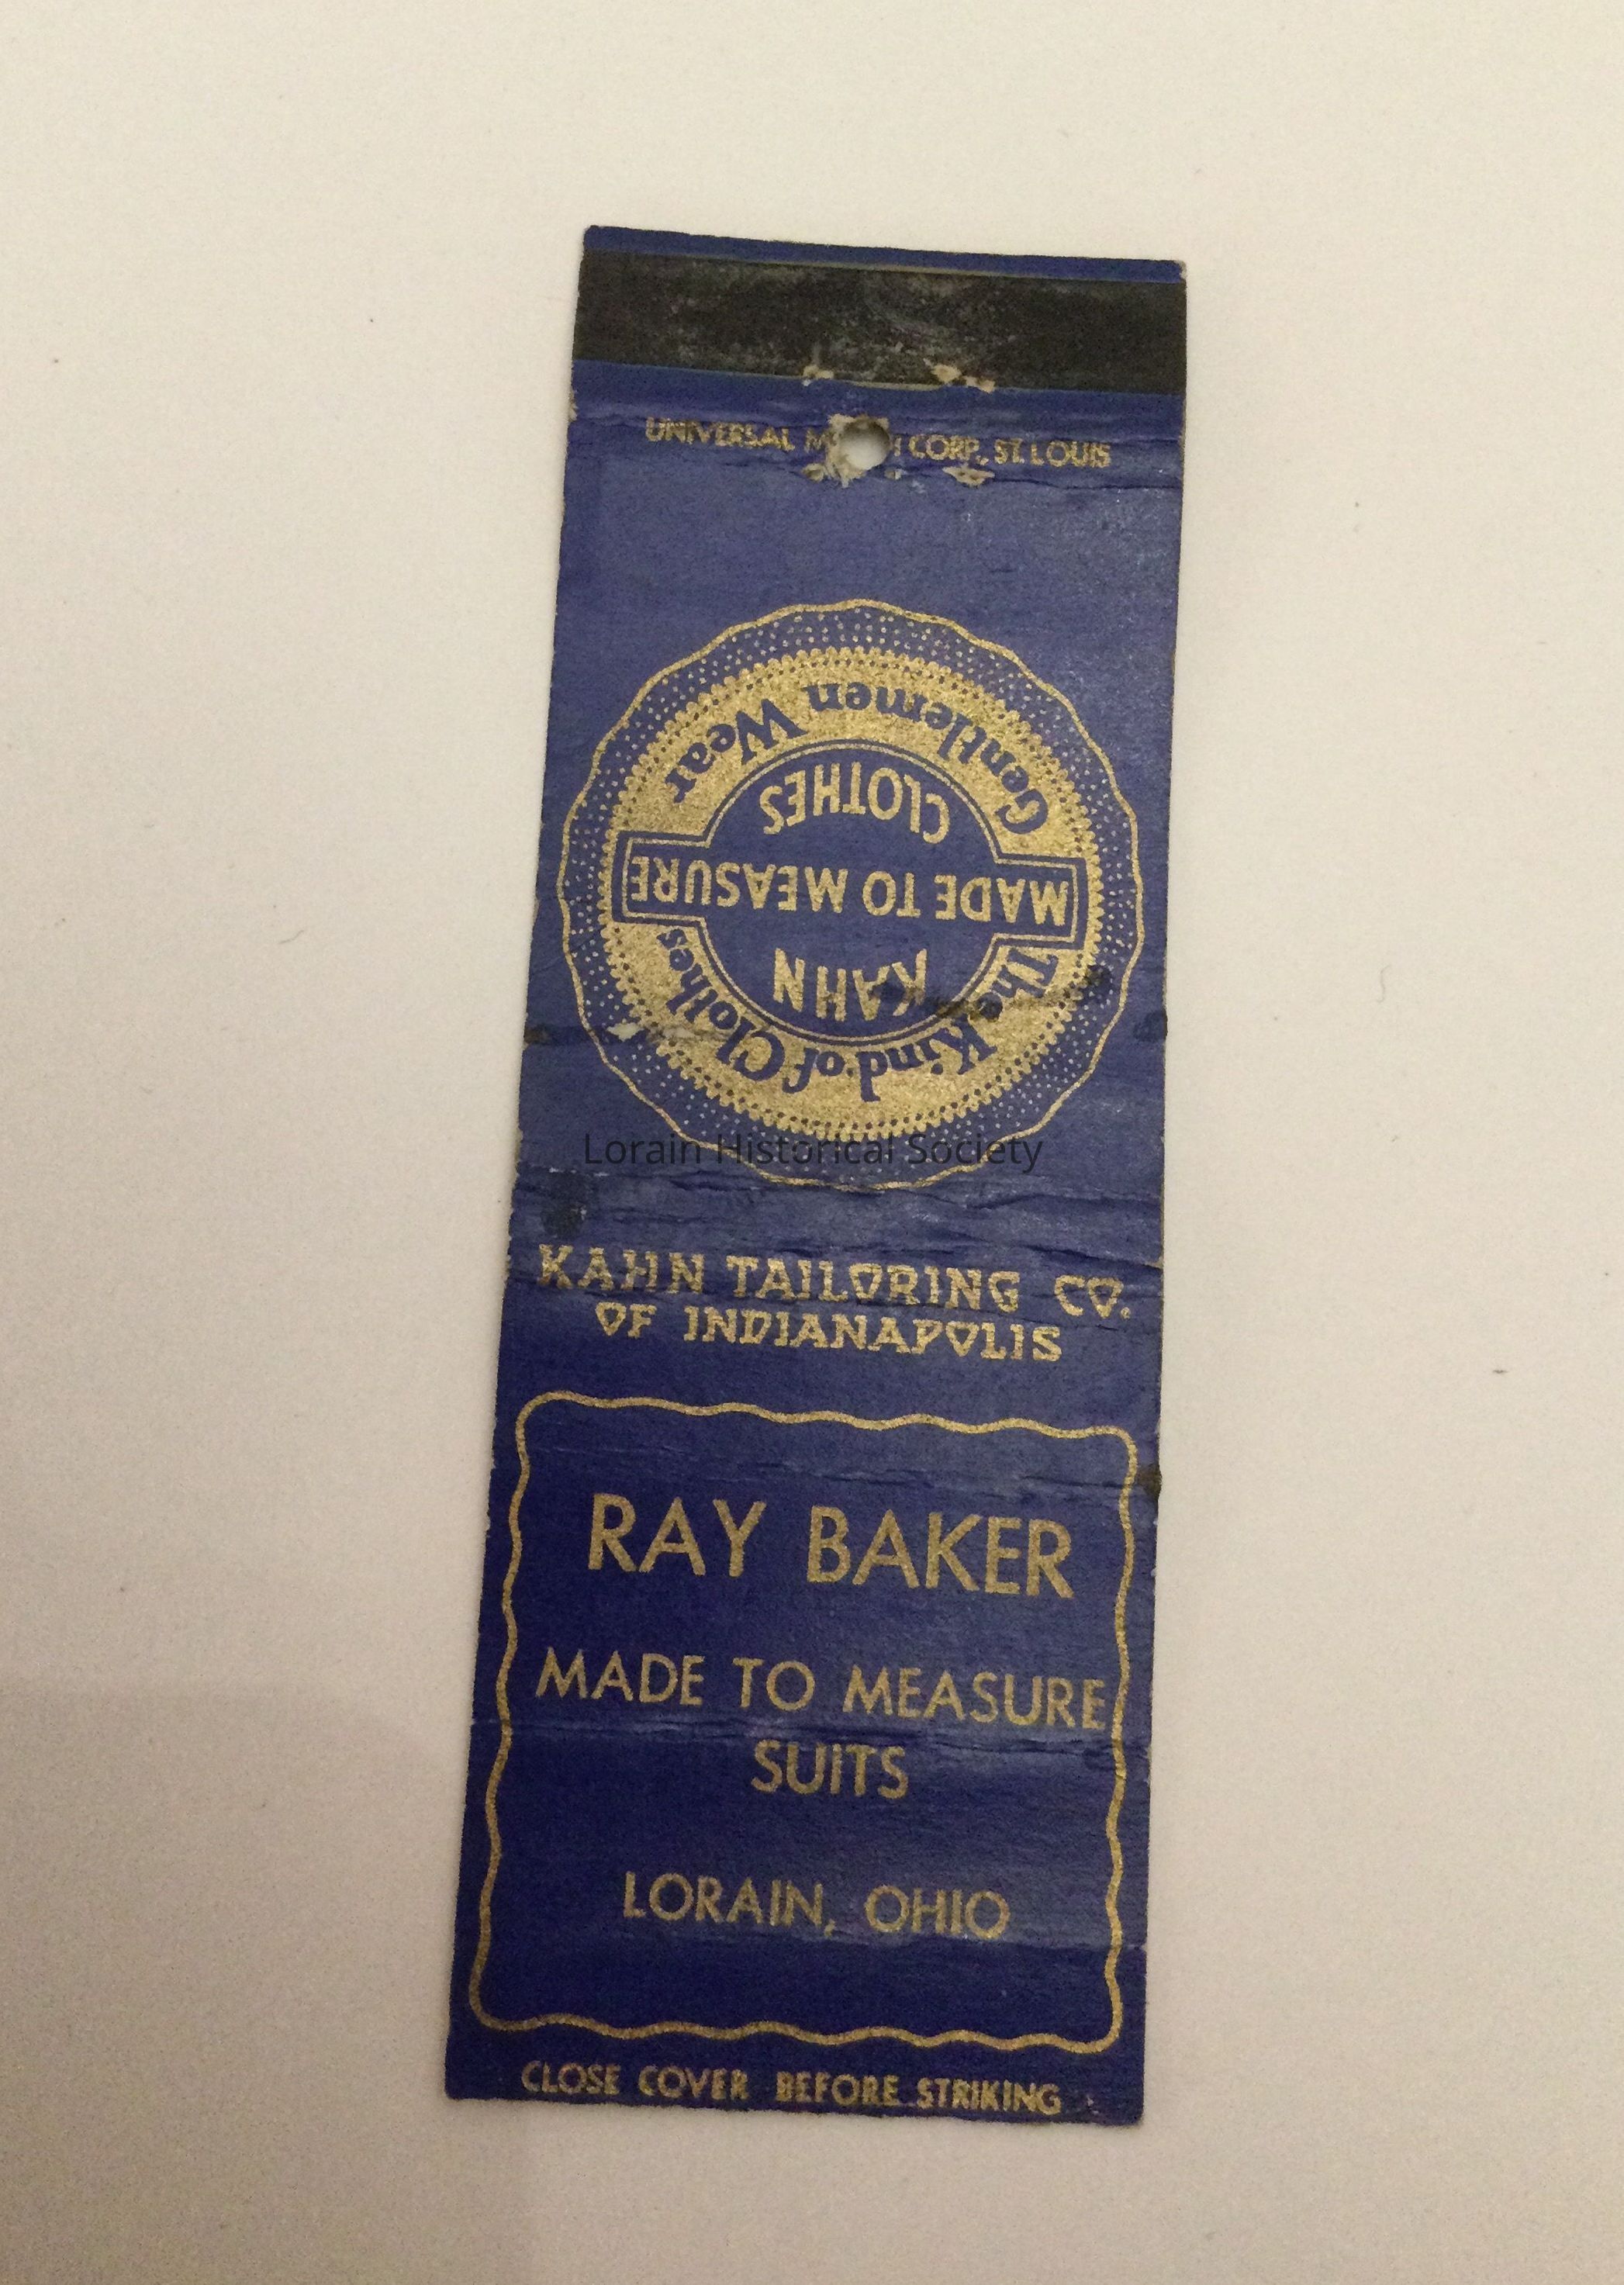 UNIVERSAL CORP., ST. LOUIS
The Kind of Clothes
Gentlemen Wear
KAHN
MADE TO MEASURE
CLOTHES
Lorain Historical Society
KAHN TAILORING CO.
OF INDIANAPOLIS
RAY BAKER
MADE TO MEASURE
SUITS
LORAIN, OHIO
CLOSE COVER BEFORE STRIKING